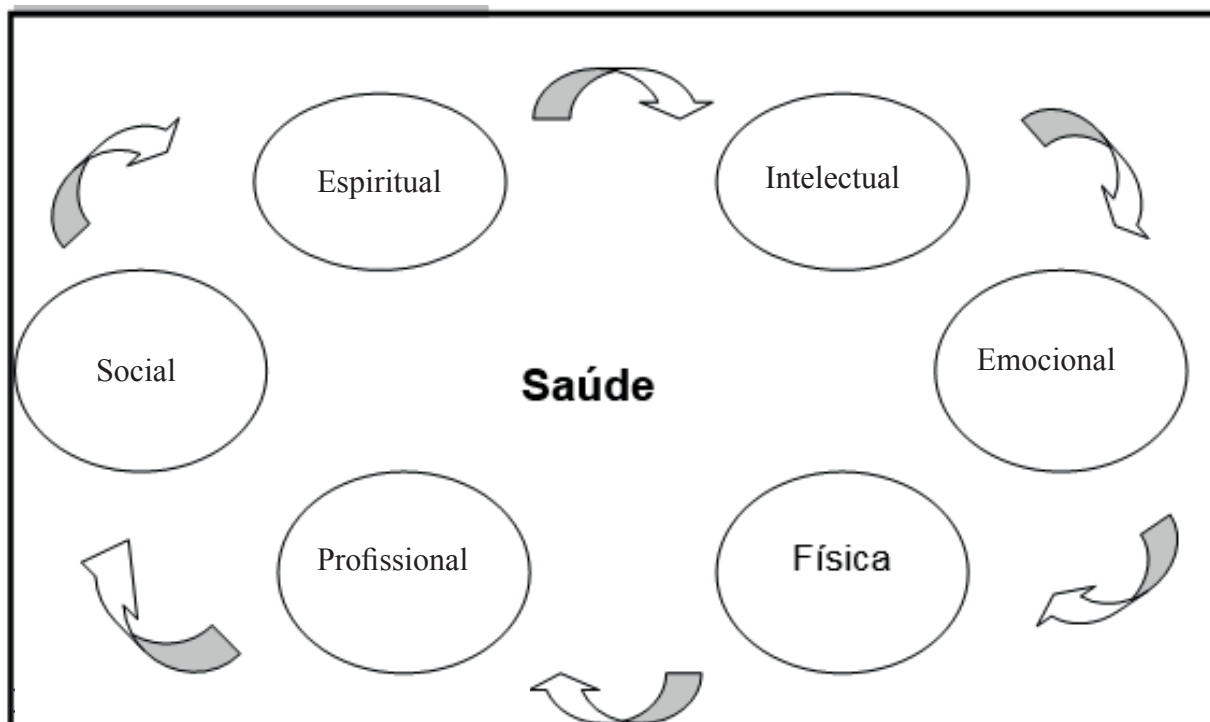 Espiritual
Intelectual
Social
Saúde
Emocional
Profissional
Física